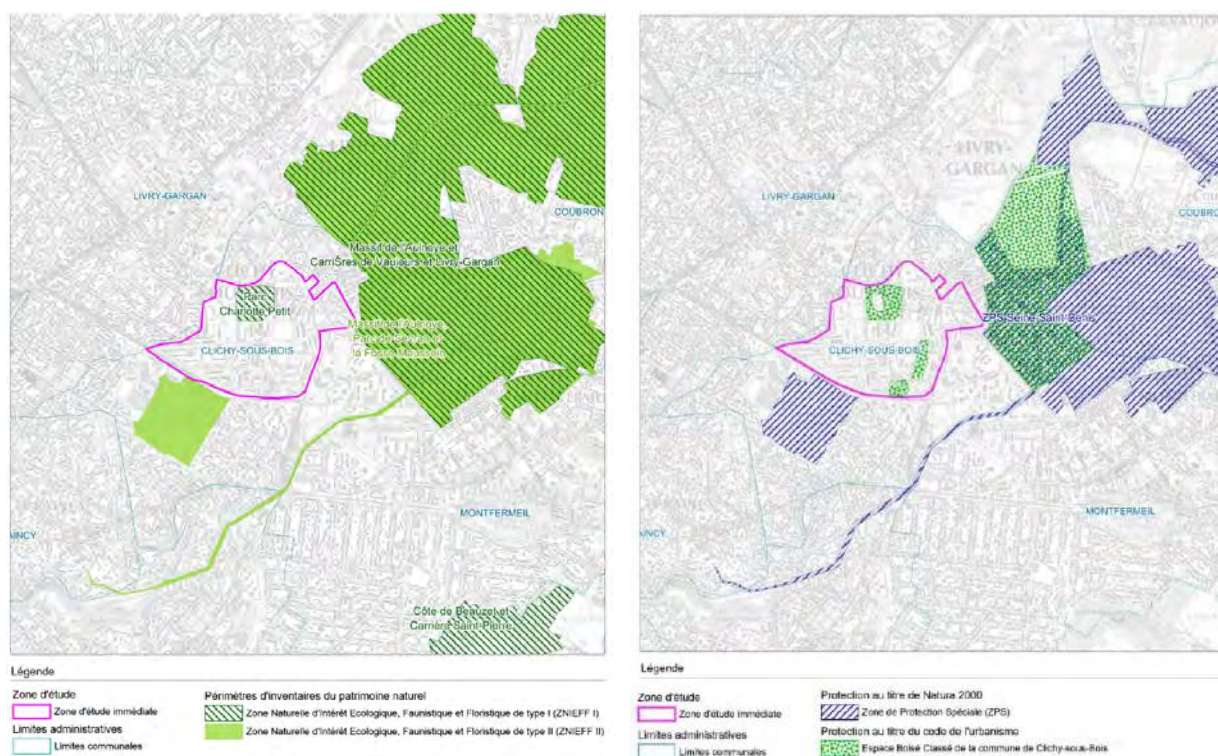 LIVRY-GARGAN
COUBRON
Massif de l'Aulnoye et
CarriŠres de Vaujours et Livry-Gargan
Parc
Charlotte Petit
Massif de l'Aulnoye,
Parc de Sevran et
la Fosse Maussoin
CLICHY-SOUS-BOIS
MONTFERMEIL
AINCY
Côte de Beauzet et
Carrière Saint-Pierre
Légende
Zone d'étude
Zone d'étude immédiate
Limites administratives
Limites communales
Périmètres d'inventaires du patrimoine naturel
Zone Naturelle d'Intérêt Ecologique, Faunistique et Floristique de type I (ZNIEFF I)
Zone Naturelle d'Intérêt Ecologique, Faunistique et Floristique de type II (ZNIEFF II)
LIVRY-
GARGAN
LIVRY-GARGAN
COUBRO
ZPS Seine-Saint-Denis
CLICHY-SOUS-BOIS
MONTFERMEIL
AINCY
Légende
Zone d'étude
Zone d'étude immédiate
Limites administratives
Limites communales
Protection au titre de Natura 2000
Zone de Protection Spéciale (ZPS)
Protection au titre du code de l'urbanisme
Espace Boisé Classé de la commune de Clichy-sous-Bois